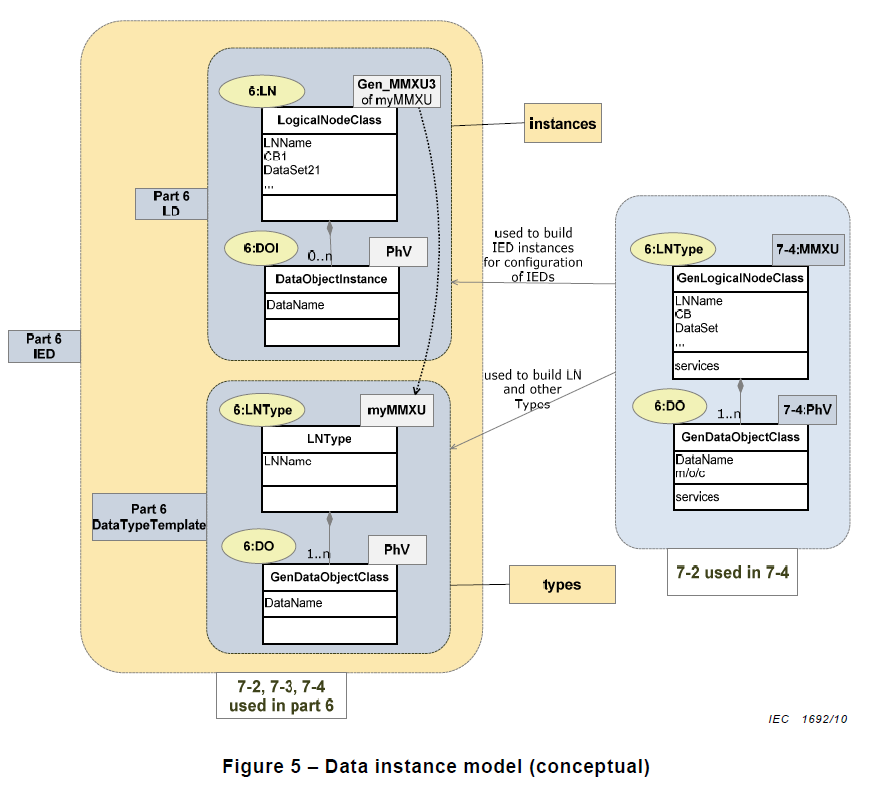 6:LN
Gen_MMXU3
of myMMXU
LogicalNodeClass
LNName
CB1
DataSet21
...
Part 6
LD
6:DOI
0..n
PhV
DataObjectInstance
DataName
instances
used to build
IED instances
for configuration
of IEDs
6:LNType
7-4:MMXU
GenLogicalNodeClass
LNName
CB
DataSet
...
services
6:DO
1..n
7-4:PhV
GenDataObjectClass
DataName
m/o/c
services
7-2 used in 7-4
Part 6
IED
used to build LN
and other
Types
6:LNType
myMMXU
LNType
LNName
Part 6
DataTypeTemplate
6:DO
1..n
PhV
GenDataObjectClass
DataName
types
7-2, 7-3, 7-4
used in part 6
IEC 1692/10
Figure 5 – Data instance model (conceptual)